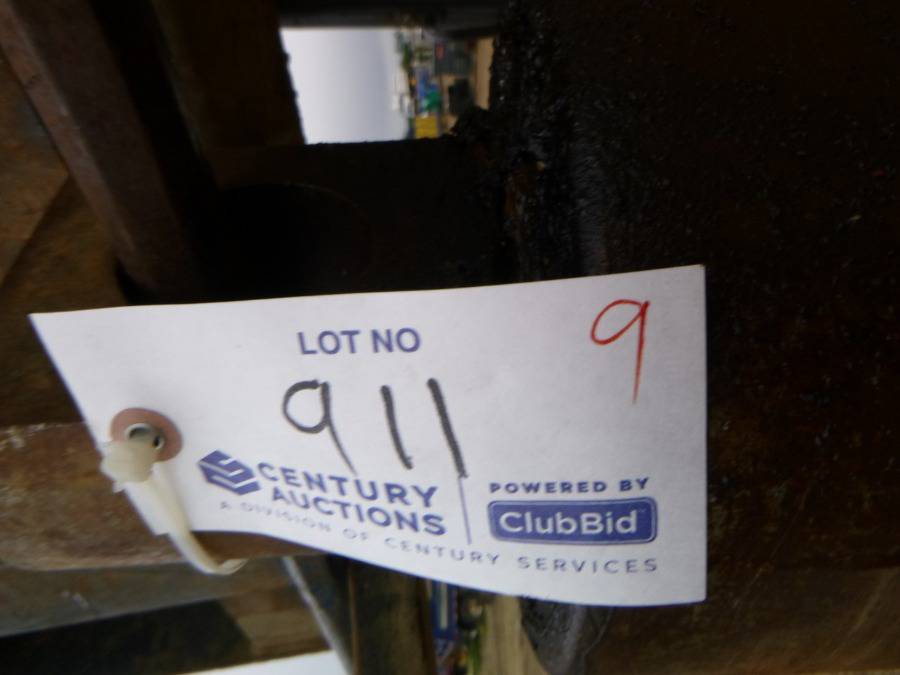 LOT NO
9
911
CENTURY
AUCTIONS
A DIVISION OF CENTURY SERVICES
POWERED BY
ClubBid